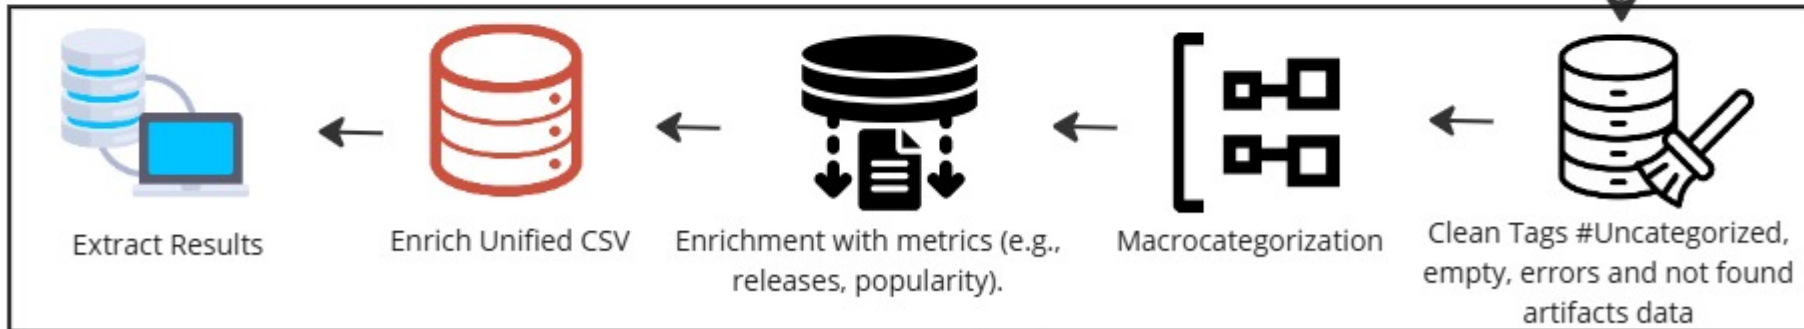 Extract Results
Enrich Unified CSV
Enrichment with metrics (e.g.,
releases, popularity).
Macrocategorization
Clean Tags #Uncategorized,
empty, errors and not found
artifacts data